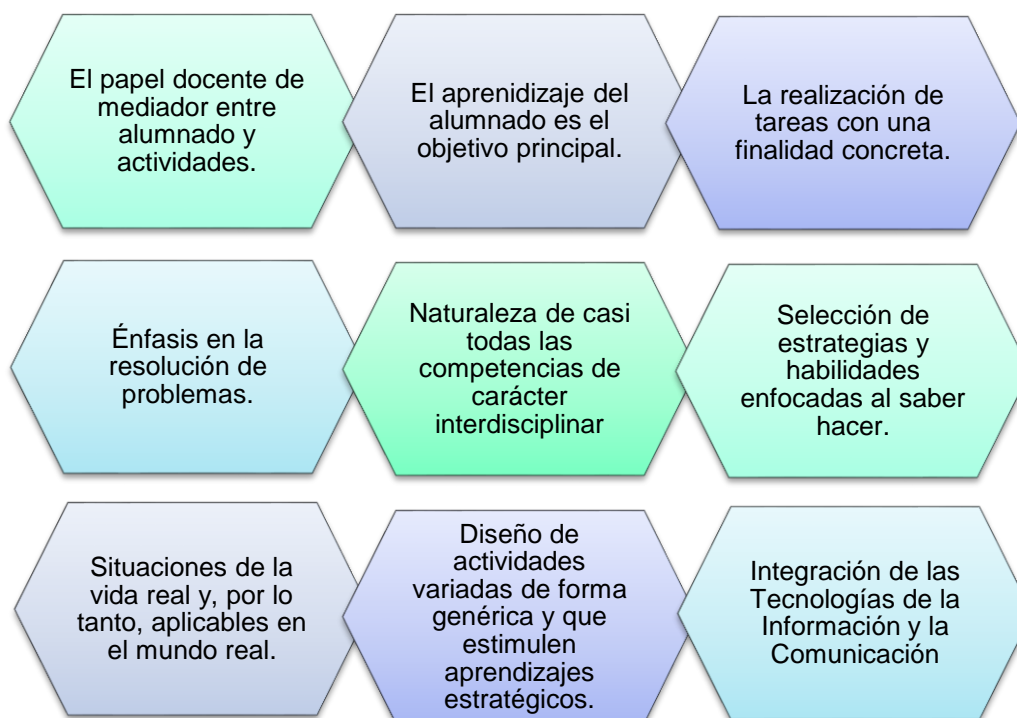 El papel docente de
mediador entre
alumnado y
actividades.
El aprenidizaje del
alumnado es el
objetivo principal.
La realización de
tareas con una
finalidad concreta.
Énfasis en la
resolución de
problemas.
Naturaleza de casi
todas las
competencias de
carácter
interdisciplinar
Selección de
estrategias y
habilidades
enfocadas al saber
hacer.
Situaciones de la
vida real y, por lo
tanto, aplicables en
el mundo real.
Diseño de
actividades
variadas de forma
genérica y que
estimulen
aprendizajes
estratégicos.
Integración de las
Tecnologías de la
Información y la
Comunicación